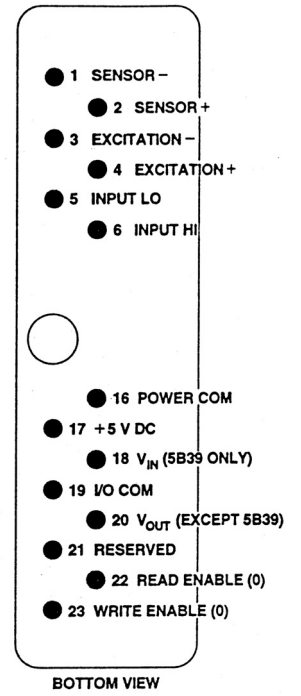 1 SENSOR −
2 SENSOR +
3 EXCITATION −
4 EXCITATION +
5 INPUT LO
6 INPUT HI
16 POWER COM
17 +5 V DC
18 VIN (5B39 ONLY)
19 I/O COM
20 VOUT (EXCEPT 5B39)
21 RESERVED
22 READ ENABLE (0)
23 WRITE ENABLE (0)
BOTTOM VIEW